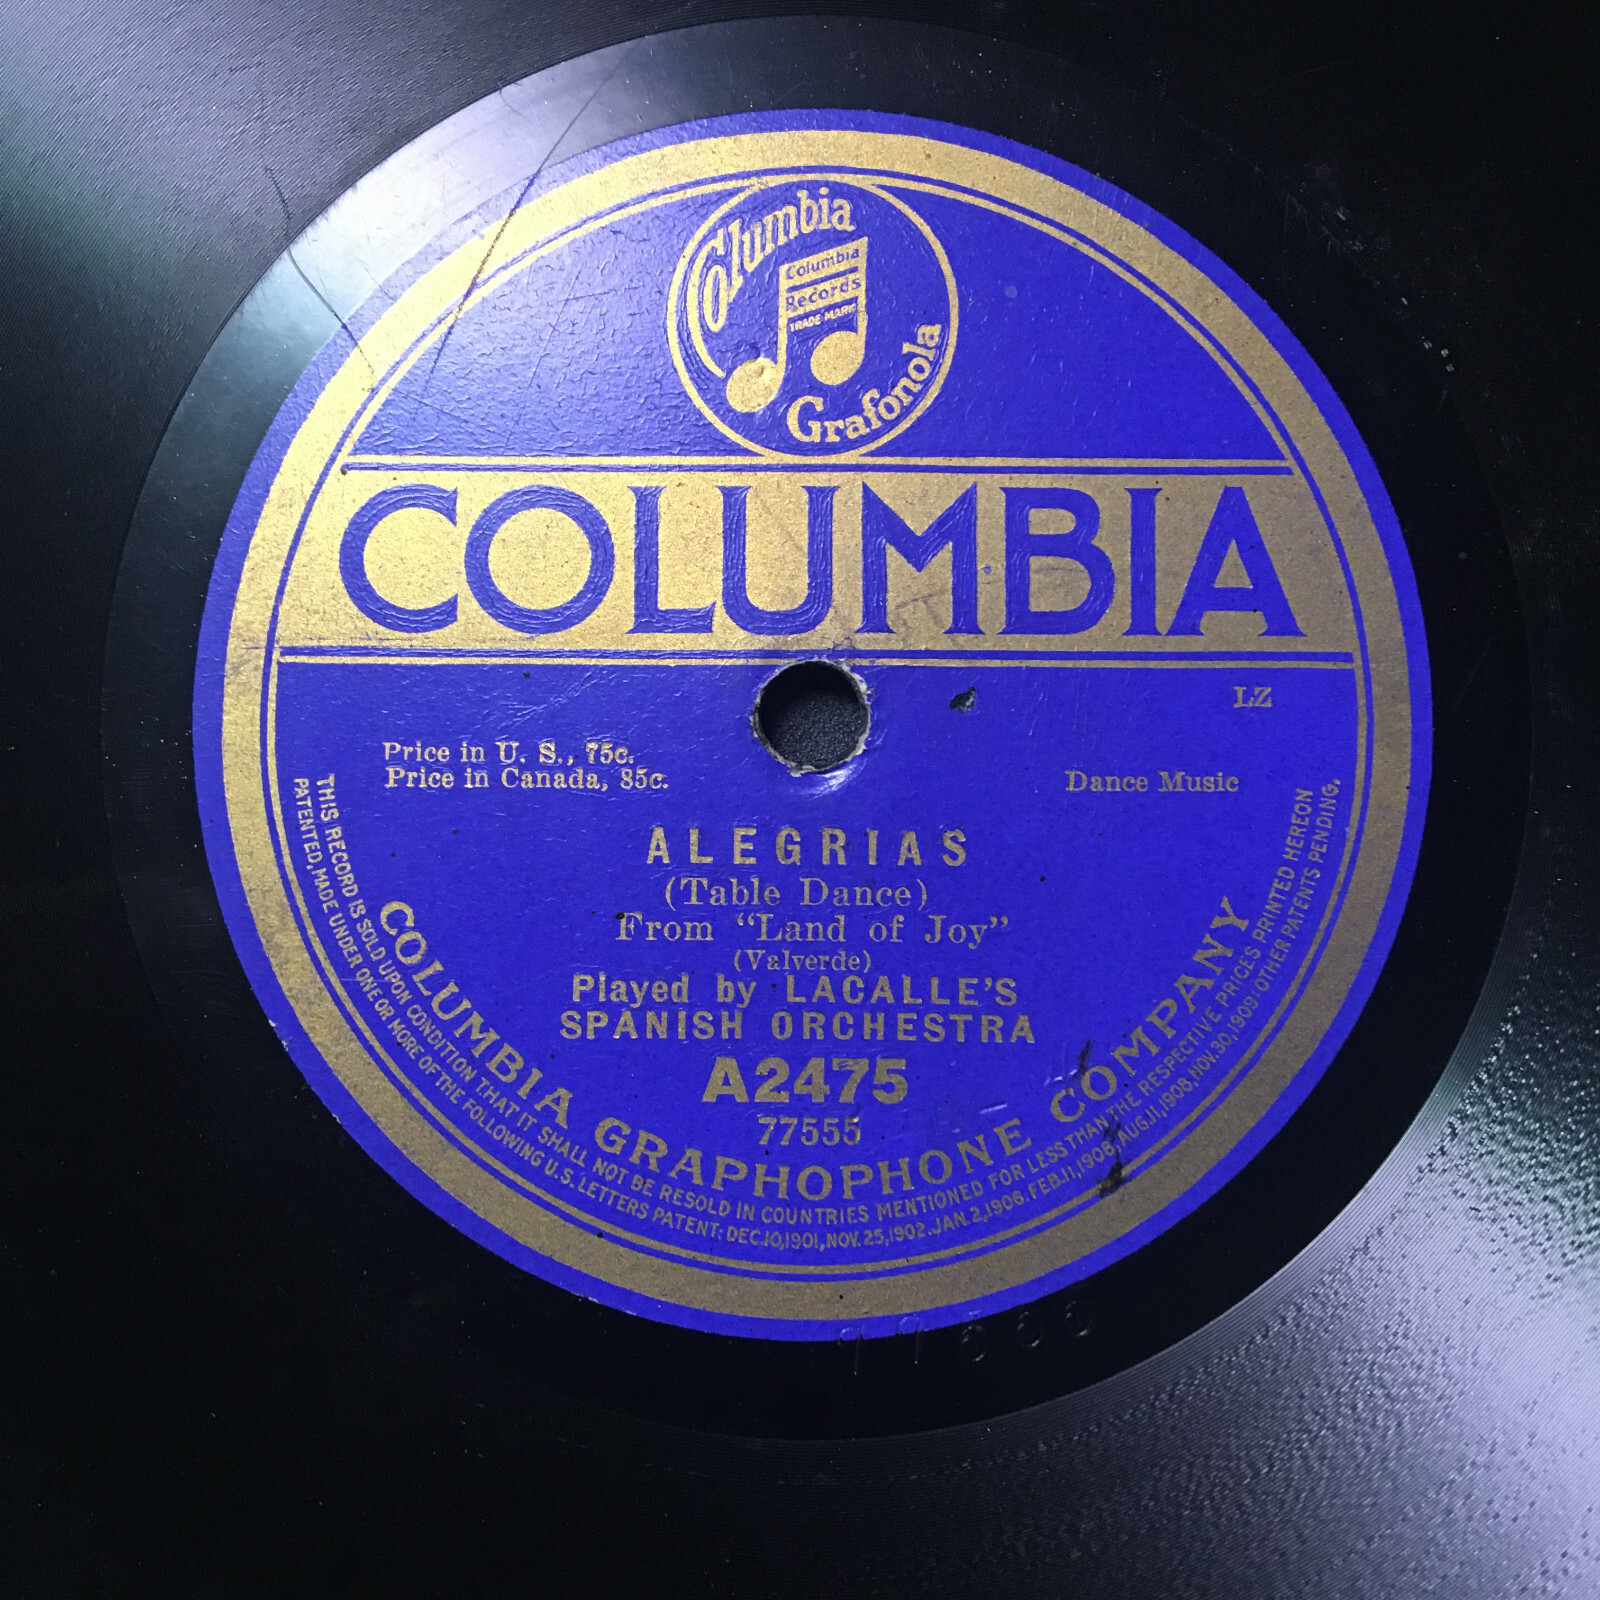 Columbia
Columbia
Records
TRADE MARK
Grafonola
COLUMBIA
LZ
Price in U. S., 75c.
Price in Canada, 85c.
Dance Music
ALEGRIAS
(Table Dance)
From "Land of Joy"
(Valverde)
Played by LACALLE'S
SPANISH ORCHESTRA
A2475
77555
COLUMBIA GRAPHOPHONE COMPANY
THIS RECORD IS SOLD UPON CONDITION THAT IT SHALL NOT BE RESOLD IN COUNTRIES MENTIONED FOR LESS THAN THE RESPECTIVE PRICES PRINTED HEREON
PATENTED, MADE UNDER ONE OR MORE OF THE FOLLOWING U.S. LETTERS PATENT: DEC.10,1901, NOV. 25,1902. JAN. 2,1906. FEB.11,1908, AUG.11,1908, NOV.30,1909: OTHER PATENTS PENDING.